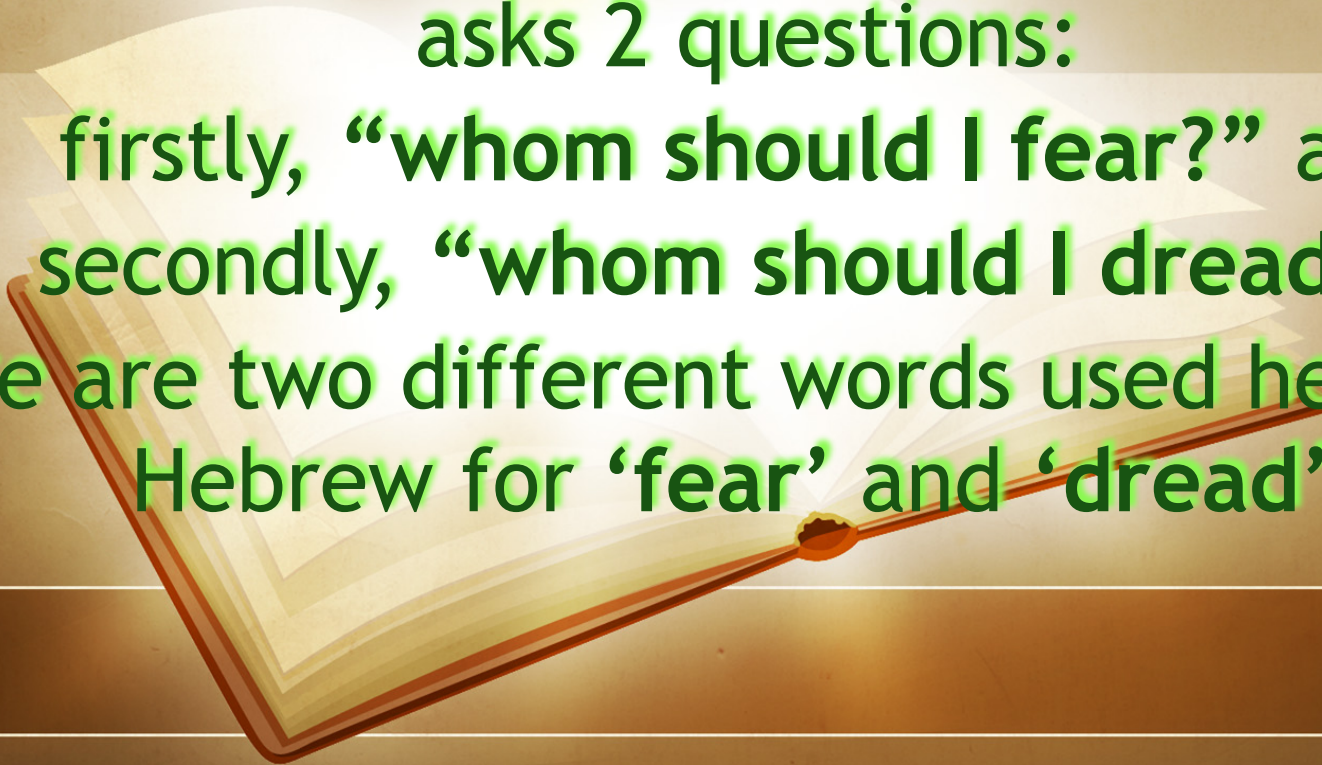 asks 2 questions:
firstly, “whom should I fear?”
secondly, “whom should I dread
are two different words used
Hebrew for ‘fear’ and ‘dread’